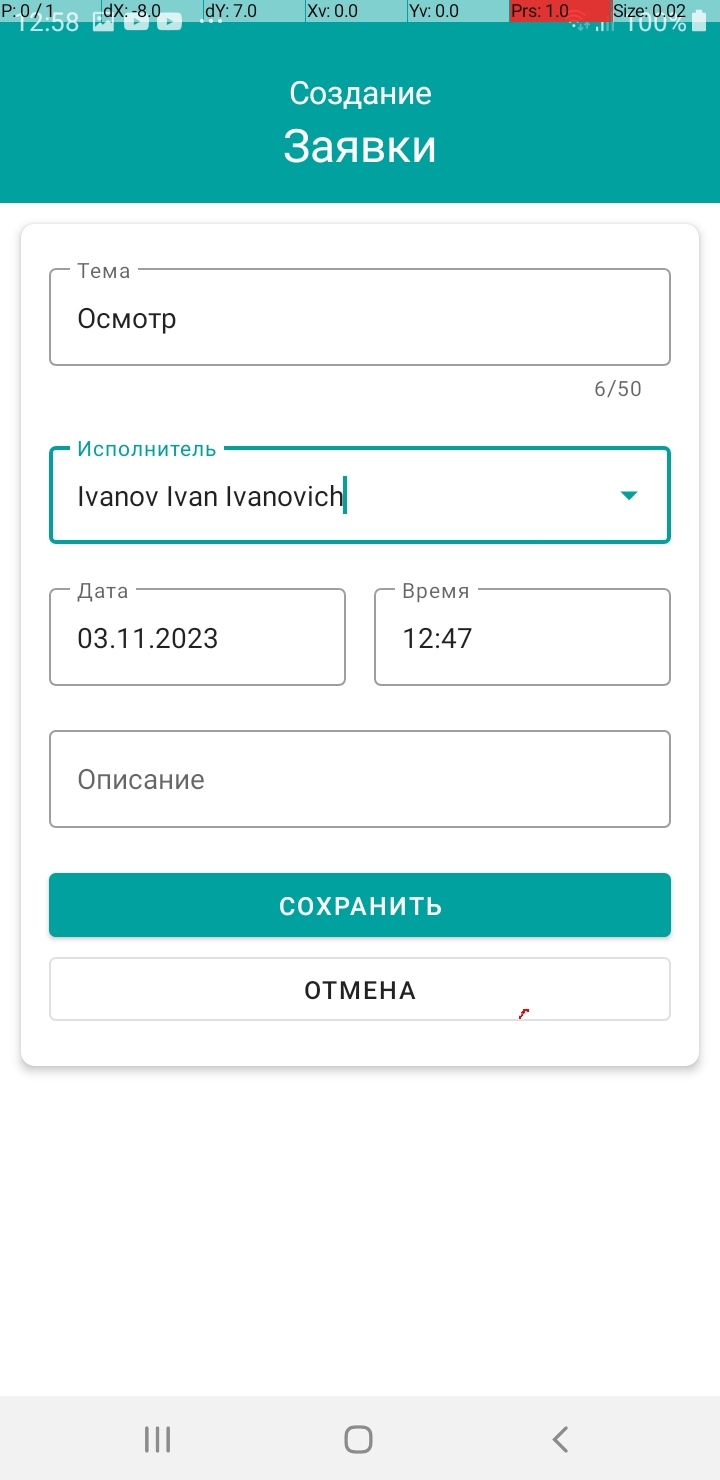 P: 0 / 1 dX: -8.0 dY: 7.0 Xv: 0.0 Yv: 0.0 Prs: 1.0 Size: 0.02
12:58 100%
Создание
Заявки
Тема
Осмотр
6/50
Исполнитель
Ivanov Ivan Ivanovich
Дата Время
03.11.2023 12:47
Описание
СОХРАНИТЬ
ОТМЕНА